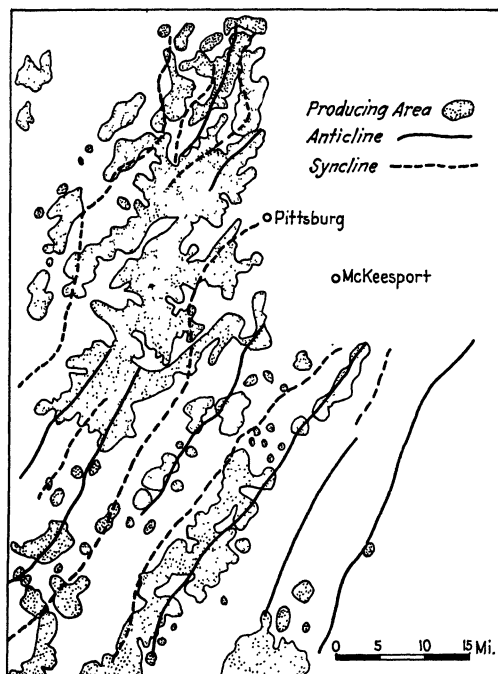 Producing Area
Anticline
Syncline
Pittsburg
McKeesport
0 5 10 15 Mi.